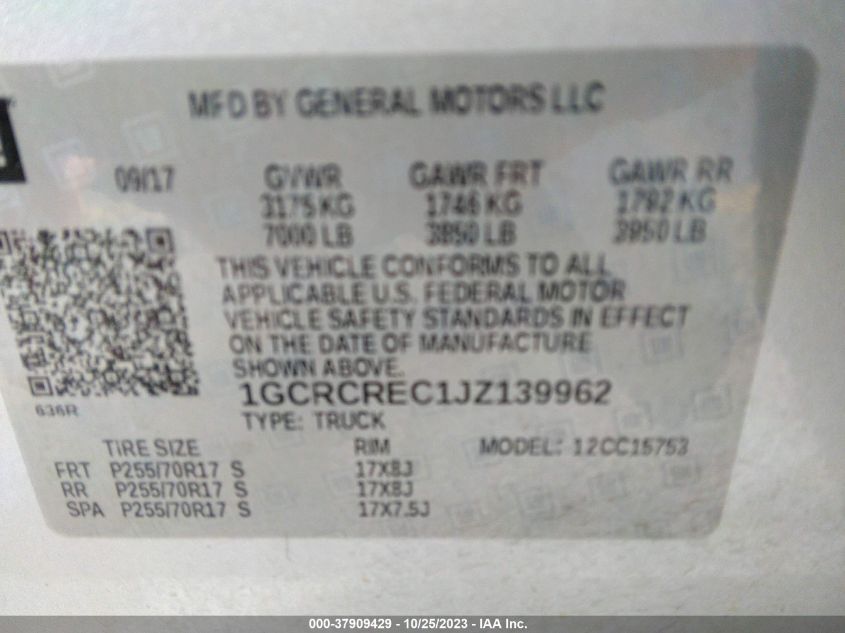 MFD BY GENERAL MOTORS LLC
09/17 GVWR GAWR FRT GAWR RR
3175 KG 1746 KG 1792 KG
7000 LB 3850 LB 3950 LB
THIS VEHICLE CONFORMS TO ALL
APPLICABLE U.S. FEDERAL MOTOR
VEHICLE SAFETY STANDARDS IN EFFECT
ON THE DATE OF MANUFACTURE
SHOWN ABOVE.
1GCRCREC1JZ139962
636R
TYPE: TRUCK
TIRE SIZE RIM MODEL: 12CC15753
FRT P255/70R17 S 17X8J
RR P255/70R17 S 17X8J
SPA P255/70R17 S 17X7.5J
000-37909429 - 10/25/2023 - IAA Inc.